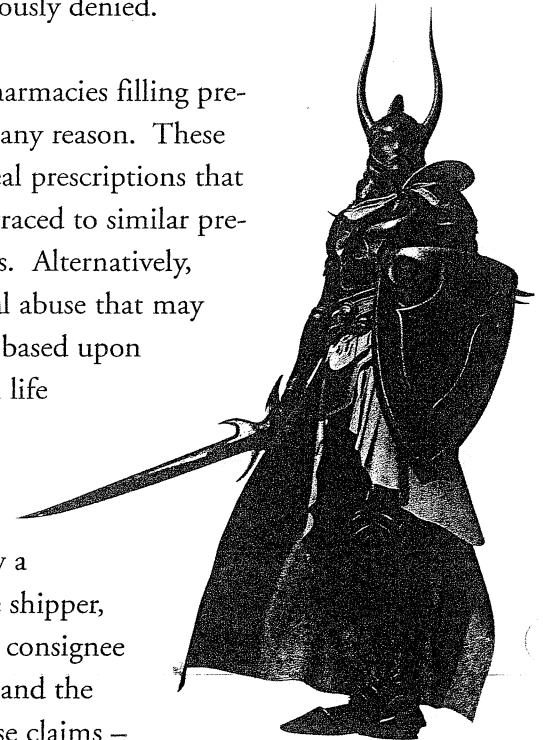 ously denied.
harmacies filling pre-
any reason. These
eal prescriptions that
raced to similar pre-
s. Alternatively,
al abuse that may
based upon
life
y a
e shipper,
consignee
and the
se claims –